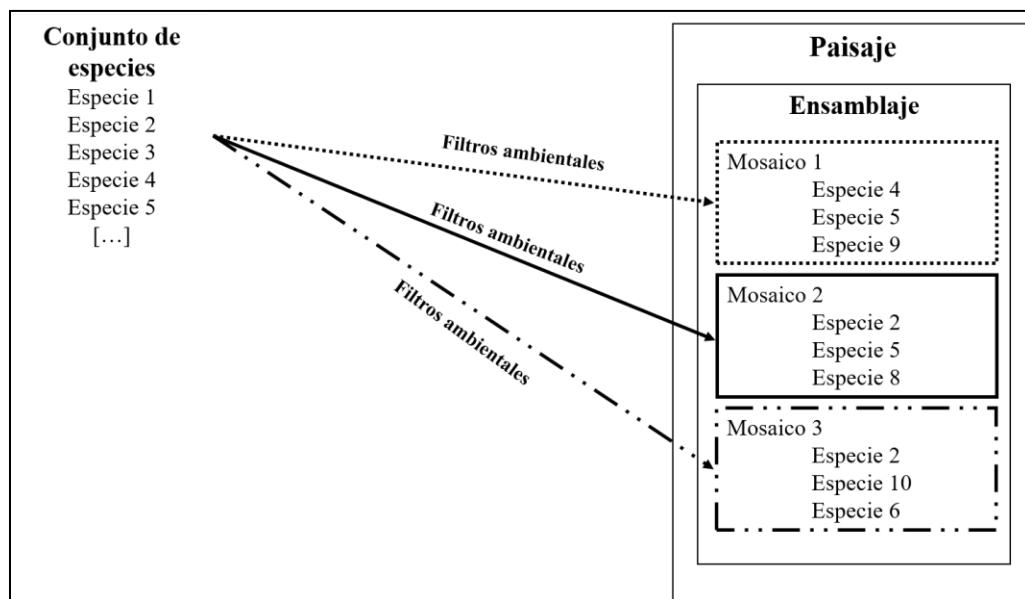 Conjunto de
especies
Especie 1
Especie 2
Especie 3
Especie 4
Especie 5
[…]
Filtros ambientales
Filtros ambientales
Filtros ambientales
Paisaje
Ensamblaje
Mosaico 1
Especie 4
Especie 5
Especie 9
Mosaico 2
Especie 2
Especie 5
Especie 8
Mosaico 3
Especie 2
Especie 10
Especie 6